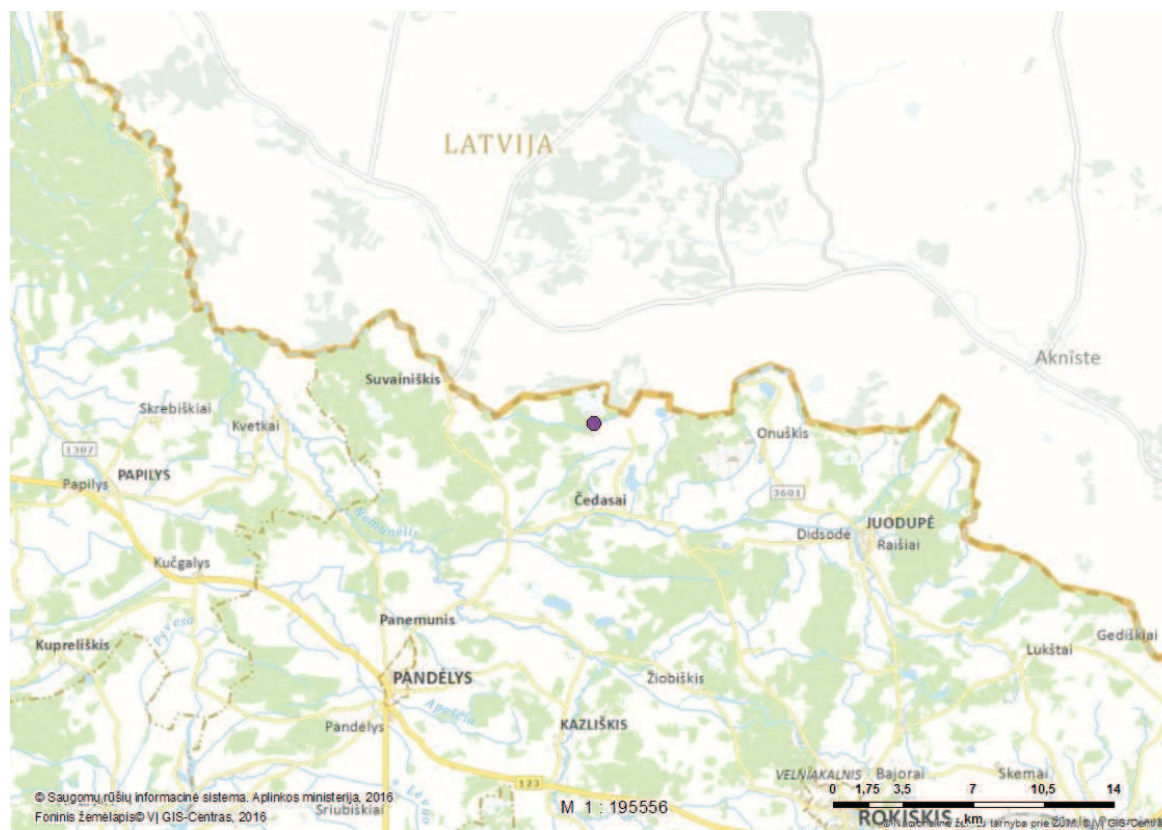 LATVIJA
Aknīste
Suvainiškis
Skrebiškiai
Kvetkai
Onuškis
1307
PAPILYS
Papilys
Čedasai
3601
Nemunėlis
JUODUPĖ
Didsodė
Raišiai
Kučgalys
Panemunis
Pyvesa
Kupreliškis
Gediškiai
Lukštai
PANDĖLYS
Žiobiškis
Apaščia
Pandėlys
KAZLIŠKIS
VELNIAKALNIS
Bajorai
Skemai
123
© Saugomų rūšių informacinė sistema. Aplinkos ministerija, 2016
0 1,75 3,5 7 10,5 14
M 1 : 195556
km
Foninis žemėlapis© VĮ GIS-Centras, 2016
Sriubiškiai
ROKIŠKIS